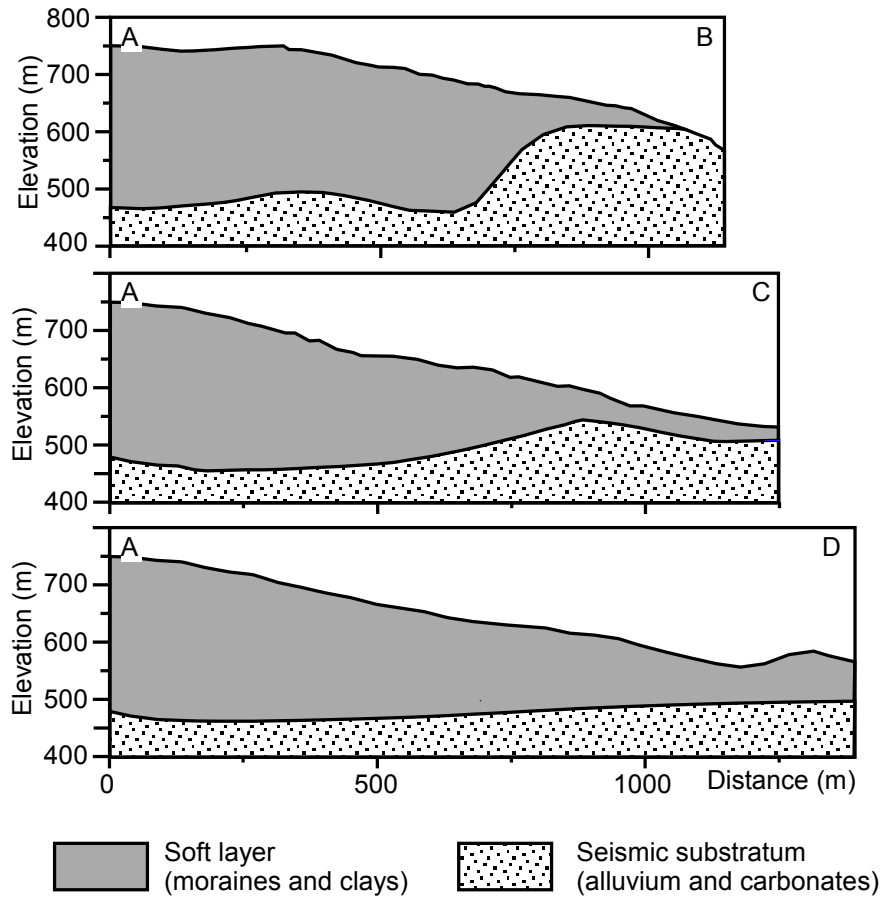 800
A
B
700
600
500
400
Elevation (m)
A
C
700
600
500
400
Elevation (m)
A
D
700
600
500
400
Elevation (m)
0
500
1000
Distance (m)
Soft layer
(moraines and clays)
Seismic substratum
(alluvium and carbonates)